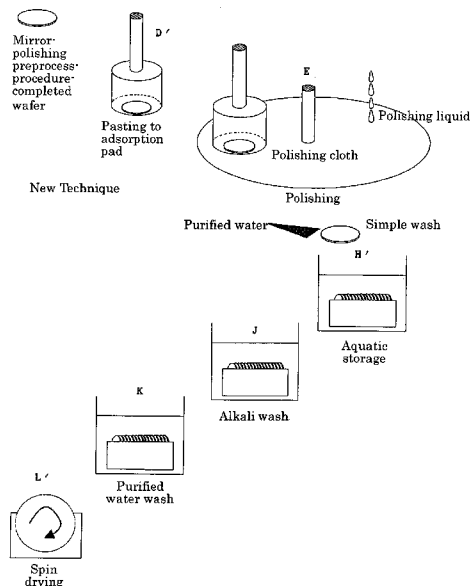 Mirror-
polishing
preprocess-
procedure-
completed
wafer
D′
Pasting to
adsorption
pad
E
Polishing liquid
Polishing cloth
Polishing
New Technique
Purified water
Simple wash
H′
Aquatic
storage
J
Alkali wash
K
Purified
water wash
L′
Spin
drying